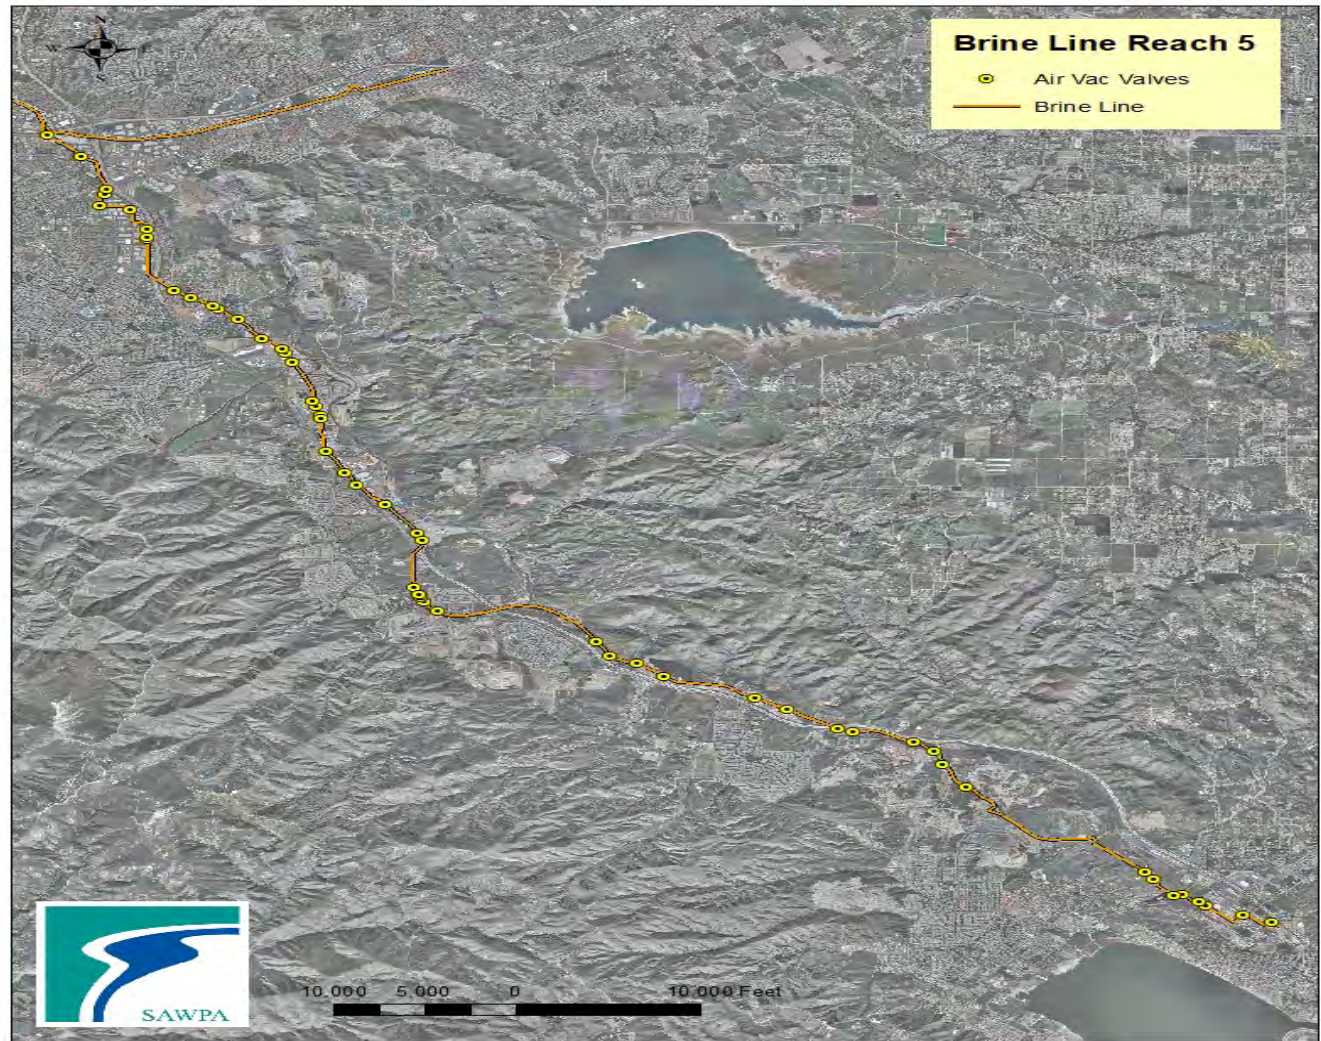 N
W E
S
Brine Line Reach 5
Air Vac Valves
Brine Line
10,000 5,000 0 10,000 Feet
SAWPA